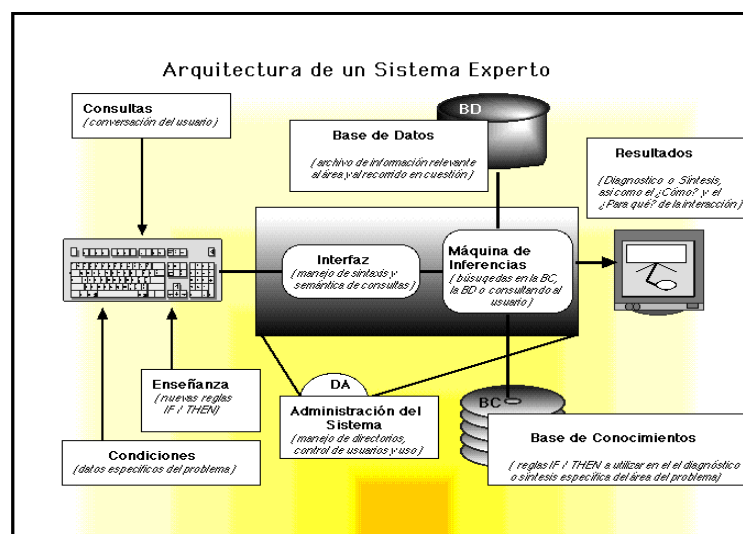 Arquitectura de un Sistema Experto
Consultas
(conversación del usuario)
BD
Base de Datos
(archivo de información relevante
al área y al recorrido en cuestión)
Resultados
(Diagnostico o Síntesis,
así como el ¿Cómo? y el
¿Para qué? de la interacción)
Interfaz
(manejo de sintaxis y
semántica de consultas)
Máquina de
Inferencias
(búsuqedas en la BC,
la BD o consultando al
usuario)
Enseñanza
(nuevas reglas
IF / THEN)
DA
Administración del
Sistema
(manejo de directorios,
control de usuarios y uso)
BC
Base de Conocimientos
(reglas IF / THEN a utilizar en el el diagnóstico
o síntesis específica del área del problema)
Condiciones
(datos específicos del problema)